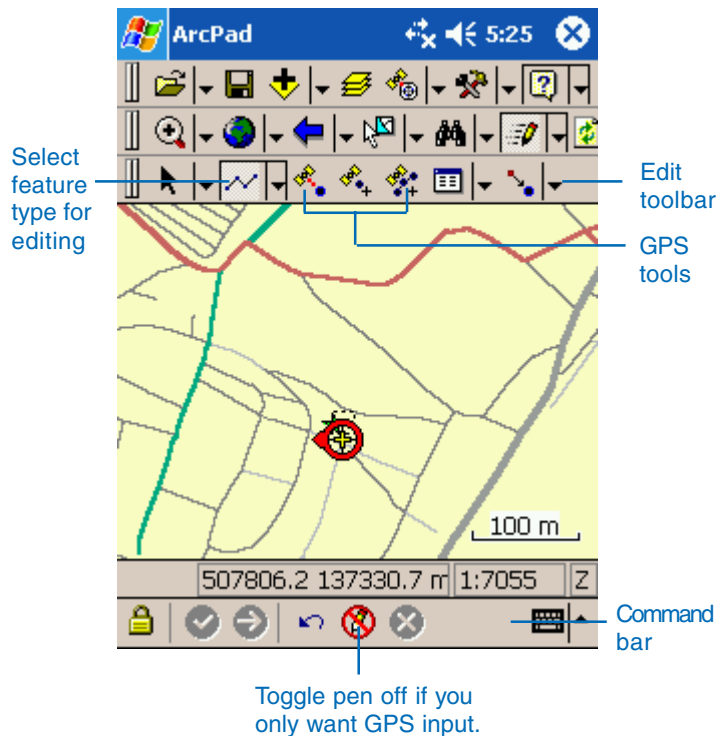 ArcPad
5:25
Select
feature
type for
editing
Edit
toolbar
GPS
tools
100 m
507806.2 137330.7 m
1:7055
Z
Command
bar
Toggle pen off if you
only want GPS input.